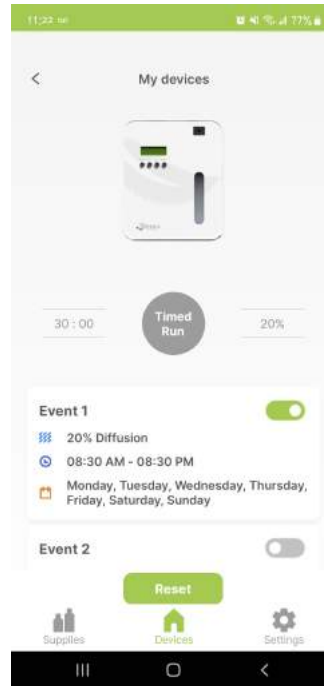 11:22
77%
My devices
30 : 00
Timed
Run
20%
Event 1
20% Diffusion
08:30 AM - 08:30 PM
Monday, Tuesday, Wednesday, Thursday,
Friday, Saturday, Sunday
Event 2
Reset
Supplies
Devices
Settings